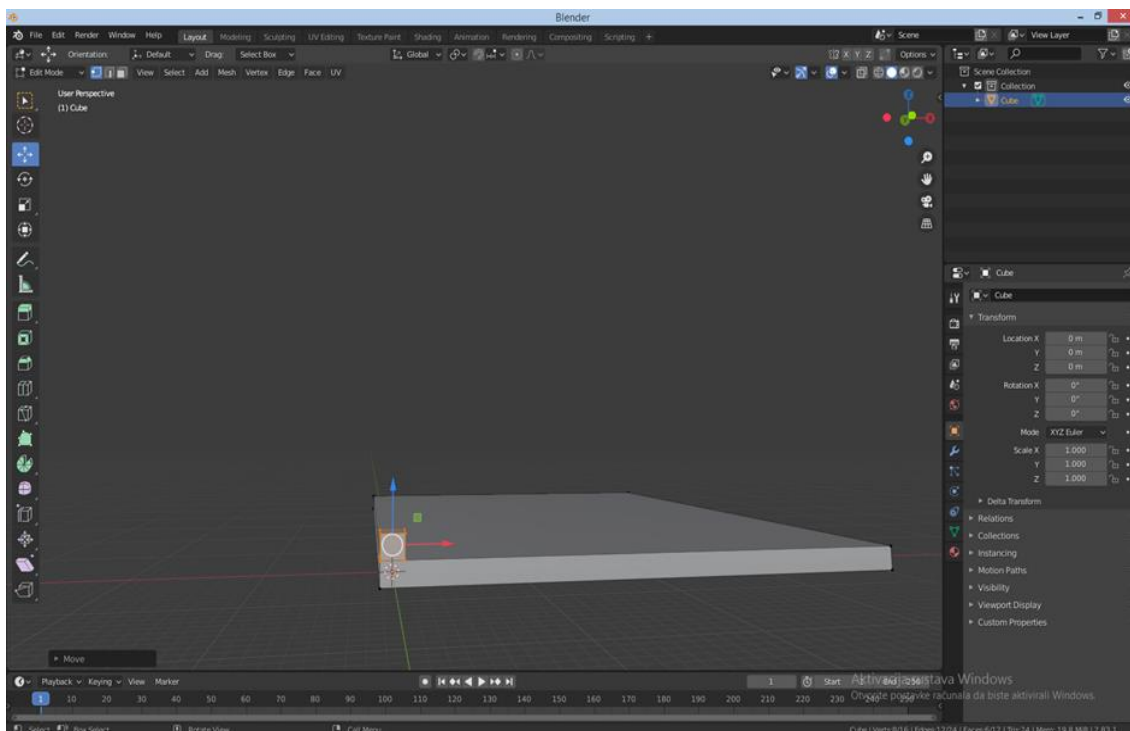 Blender
File Edit Render Window Help Layout Modeling Sculpting UV Editing Texture Paint Shading Animation Rendering Compositing Scripting + Scene View Layer
Orientation: Default Drag: Select Box Global X Y Z Options
Edit Mode View Select Add Mesh Vertex Edge Face UV
Scene Collection
Collection
Cube
User Perspective
(1) Cube
Cube
Cube
Transform
Location X 0 m
Y 0 m
Z 0 m
Rotation X 0°
Y 0°
Z 0°
Mode XYZ Euler
Scale X 1.000
Y 1.000
Z 1.000
Delta Transform
Relations
Collections
Instancing
Motion Paths
Visibility
Viewport Display
Custom Properties
Move
Playback Keying View Marker 1 Start End 250
Windows
Otvorite postavke računala da biste aktivirali Windows.
1 10 20 30 40 50 60 70 80 90 100 110 120 130 140 150 160 170 180 190 200 210 220 230 240 250
Select Box Select Rotate View Call Menu